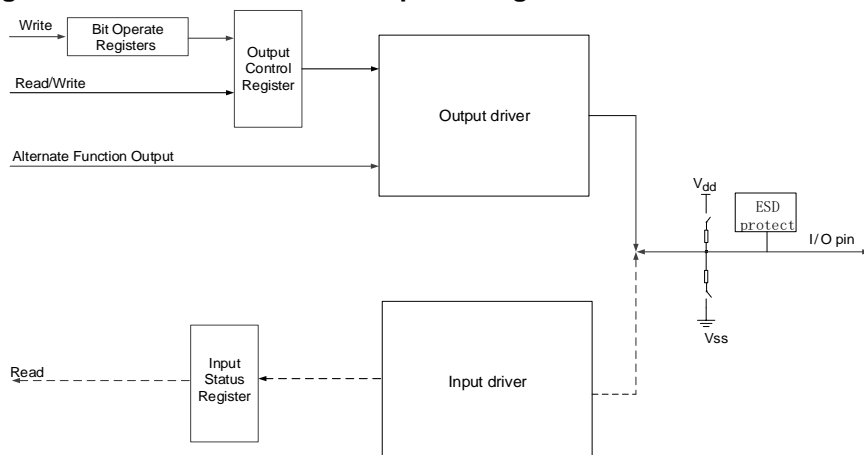 Write
Bit Operate
Registers
Output
Control
Register
Read/Write
Output driver
Alternate Function Output
Vdd
ESD
protect
I/O pin
Vss
Input
Status
Register
Read
Input driver